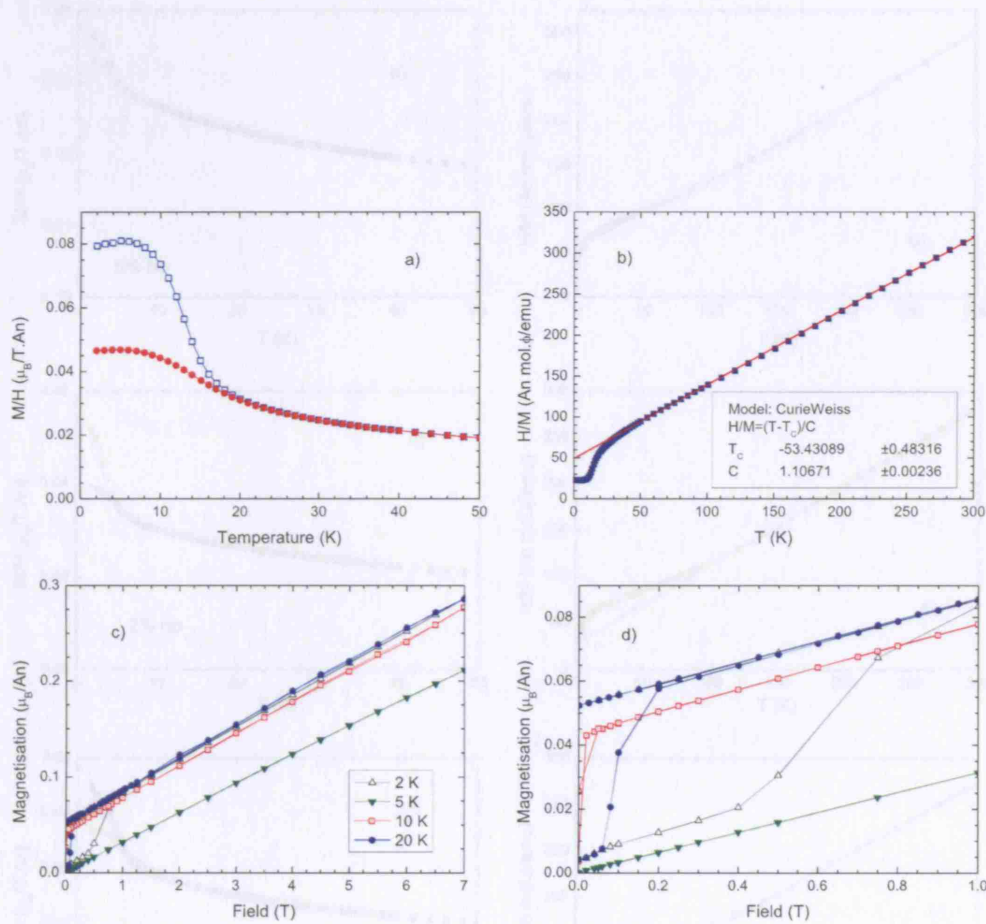 M/H (μB/T.An)
0.08
0.06
0.04
0.02
0.00
a)
0 10 20 30 40 50
Temperature (K)
H/M (An mol.ϕ/emu)
350
300
250
200
150
100
50
0
b)
Model: CurieWeiss
H/M=(T-Tc)/C
Tc -53.43089 ±0.48316
C 1.10671 ±0.00236
0 50 100 150 200 250 300
T (K)
Magnetisation (μB/An)
0.3
0.2
0.1
0.0
c)
2 K
5 K
10 K
20 K
0 1 2 3 4 5 6 7
Field (T)
Magnetisation (μB/An)
0.08
0.06
0.04
0.02
0.00
d)
0.0 0.2 0.4 0.6 0.8 1.0
Field (T)